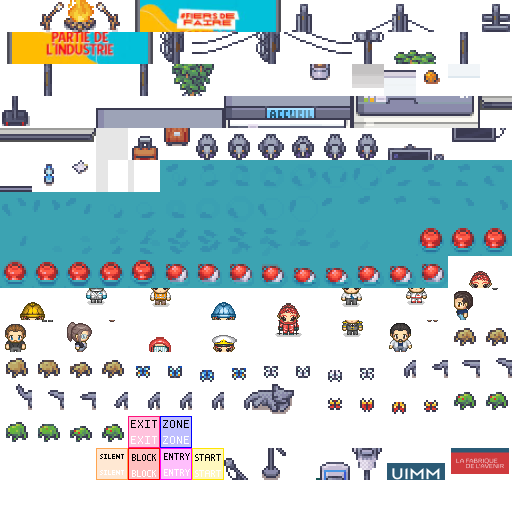 #TIERS DE
FAIRE
PARTIE DE
L'INDUSTRIE
ACCUEIL
EXIT
EXIT
ZONE
ZONE
SILENT
SILENT
BLOCK
BLOCK
ENTRY
ENTRY
START
START
UIMM
LA FABRIQUE
DE L'AVENIR